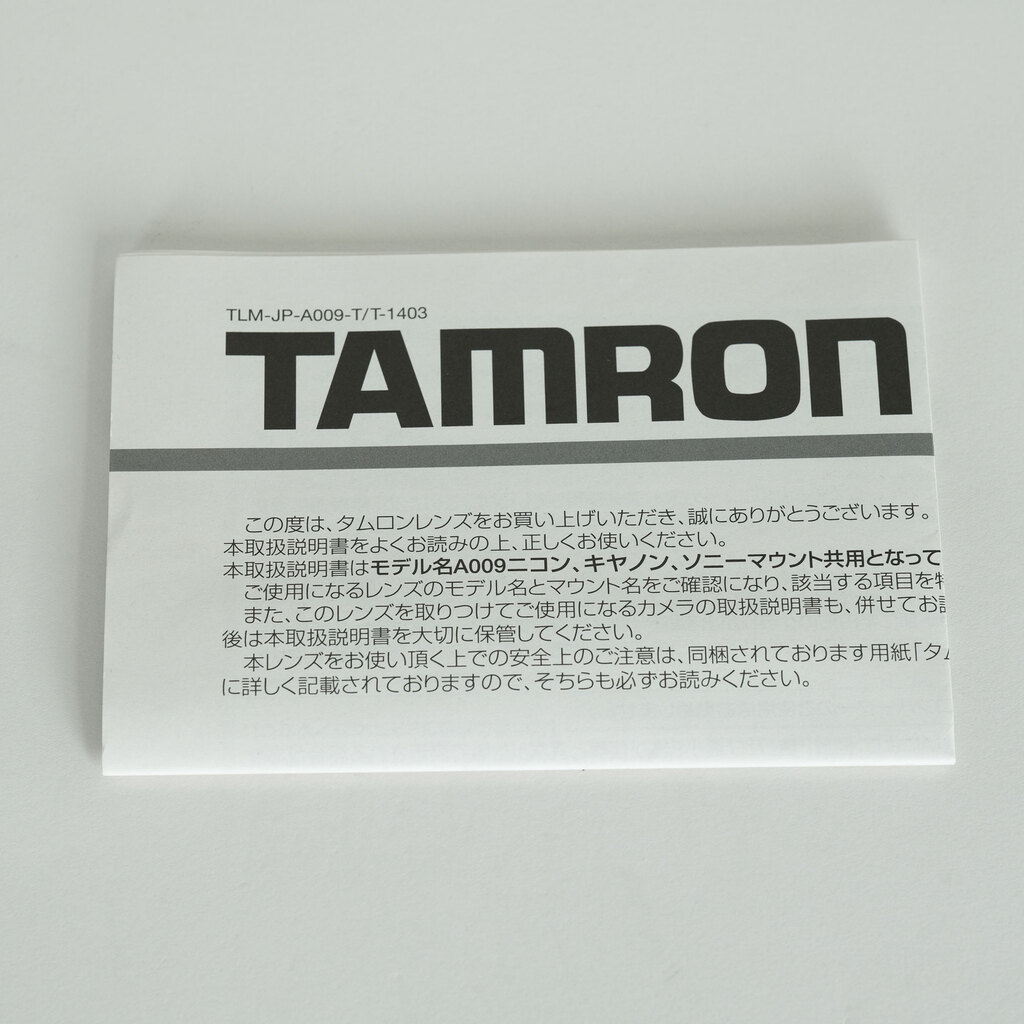 TLM-JP-A009-T/T-1403
TAMRON
この度は、タムロンレンズをお買い上げいただき、誠にありがとうございます。
本取扱説明書をよくお読みの上、正しくお使いください。
本取扱説明書はモデル名A009ニコン、キヤノン、ソニーマウント共用となって
ご使用になるレンズのモデル名とマウント名をご確認になり、該当する項目を
また、このレンズを取りつけてご使用になるカメラの取扱説明書も、併せてお
後は本取扱説明書を大切に保管してください。
本レンズをお使い頂く上での安全上のご注意は、同梱されております用紙「タ
に詳しく記載されておりますので、そちらも必ずお読みください。